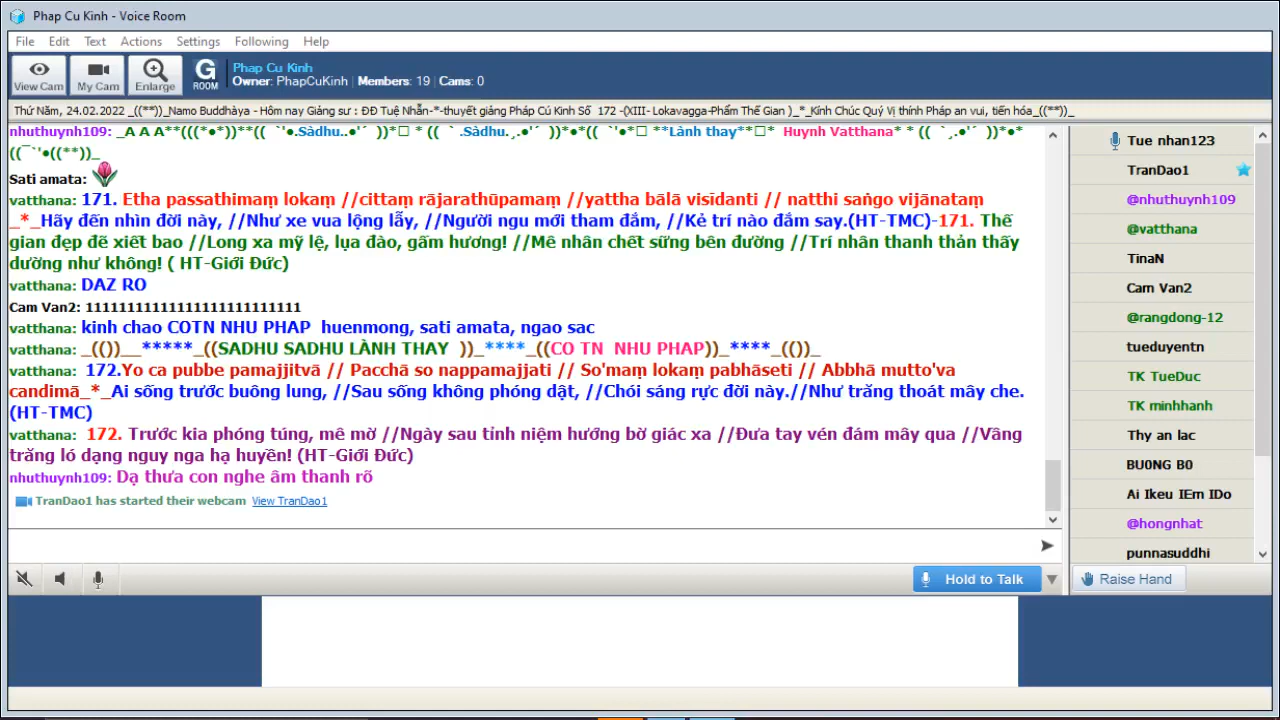 Phap Cu Kinh - Voice Room
File Edit Text Actions Settings Following Help
View Cam
My Cam
Enlarge
G ROOM
Phap Cu Kinh
Owner: PhapCuKinh | Members: 19 | Cams: 0
Thứ Năm, 24.02.2022 _((**))_Namo Buddhàya - Hôm nay Giảng sư : ĐĐ Tuệ Nhẫn-*-thuyết giảng Pháp Cú Kinh Số 172 -(XIII- Lokavagga-Phẩm Thế Gian )_*_Kính Chúc Quý Vị thính Pháp an vui, tiến hóa_((**))_
nhuthuynh109: _A A A**(((*●*))**(( `'●.Sàdhu..●'´ ))*●*□ * (( ` .Sàdhu.¸.●'´ ))*●*(( `'●*□ **Lành thay**□* Huynh Vatthana* * (( `¸.●'´ ))*●*
((¯`'●((**))_
Sati amata:
vatthana: 171. Etha passathimaṃ lokaṃ //cittaṃ rājarathūpamaṃ //yattha bālā visīdanti // natthi saṅgo vijānataṃ
_*_Hãy đến nhìn đời này, //Như xe vua lộng lẫy, //Người ngu mới tham đắm, //Kẻ trí nào đắm say.(HT-TMC)-171. Thế
gian đẹp đẽ xiết bao //Long xa mỹ lệ, lụa đào, gấm hương! //Mê nhân chết sững bên đường //Trí nhân thanh thản thấy
dường như không! ( HT-Giới Đức)
vatthana: DAZ RO
Cam Van2: 11111111111111111111111111
vatthana: kinh chao COTN NHU PHAP huenmong, sati amata, ngao sac
vatthana: _(())__*****_((SADHU SADHU LÀNH THAY ))_****_((CO TN NHU PHAP))_****_(())_
vatthana: 172.Yo ca pubbe pamajjitvā // Pacchā so nappamajjati // So'maṃ lokaṃ pabhāseti // Abbhā mutto'va
candimā_*_Ai sống trước buông lung, //Sau sống không phóng dật, //Chói sáng rực đời này.//Như trăng thoát mây che.
(HT-TMC)
vatthana: 172. Trước kia phóng túng, mê mờ //Ngày sau tỉnh niệm hướng bờ giác xa //Đưa tay vén đám mây qua //Vầng
trăng ló dạng nguy nga hạ huyền! (HT-Giới Đức)
nhuthuynh109: Dạ thưa con nghe âm thanh rõ
TranDao1 has started their webcam View TranDao1
Hold to Talk
Tue nhan123
TranDao1
@nhuthuynh109
@vatthana
TinaN
Cam Van2
@rangdong-12
tueduyentn
TK TueDuc
TK minhhanh
Thy an lac
BU0NG B0
Ai Ikeu IEm IDo
@hongnhat
punnasuddhi
Raise Hand